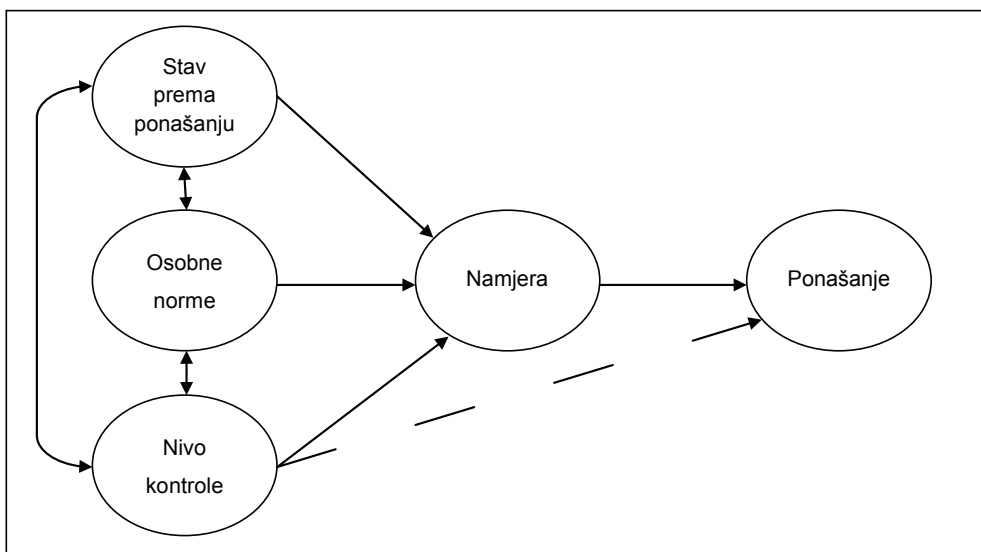 Stav
prema
ponašanju
Osobne
norme
Namjera
Ponašanje
Nivo
kontrole